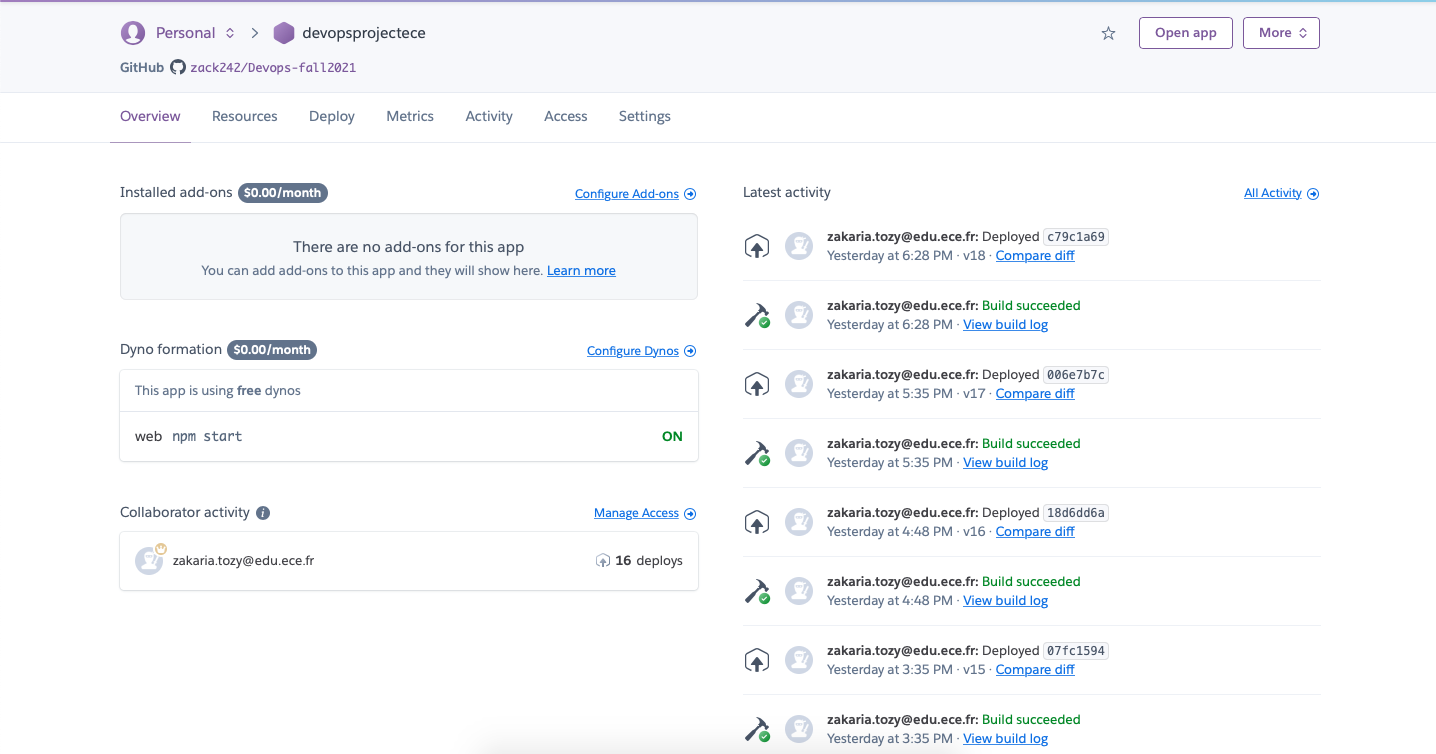 Personal devopsprojectece Open app More
GitHub zack242/Devops-fall2021
Overview Resources Deploy Metrics Activity Access Settings
Installed add-ons $0.00/month Configure Add-ons
There are no add-ons for this app
You can add add-ons to this app and they will show here. Learn more
Dyno formation $0.00/month Configure Dynos
This app is using free dynos
web npm start ON
Collaborator activity i Manage Access
zakaria.tozy@edu.ece.fr 16 deploys
Latest activity All Activity
zakaria.tozy@edu.ece.fr: Deployed c79c1a69
Yesterday at 6:28 PM · v18 · Compare diff
zakaria.tozy@edu.ece.fr: Build succeeded
Yesterday at 6:28 PM · View build log
zakaria.tozy@edu.ece.fr: Deployed 006e7b7c
Yesterday at 5:35 PM · v17 · Compare diff
zakaria.tozy@edu.ece.fr: Build succeeded
Yesterday at 5:35 PM · View build log
zakaria.tozy@edu.ece.fr: Deployed 18d6dd6a
Yesterday at 4:48 PM · v16 · Compare diff
zakaria.tozy@edu.ece.fr: Build succeeded
Yesterday at 4:48 PM · View build log
zakaria.tozy@edu.ece.fr: Deployed 07fc1594
Yesterday at 3:35 PM · v15 · Compare diff
zakaria.tozy@edu.ece.fr: Build succeeded
Yesterday at 3:35 PM · View build log